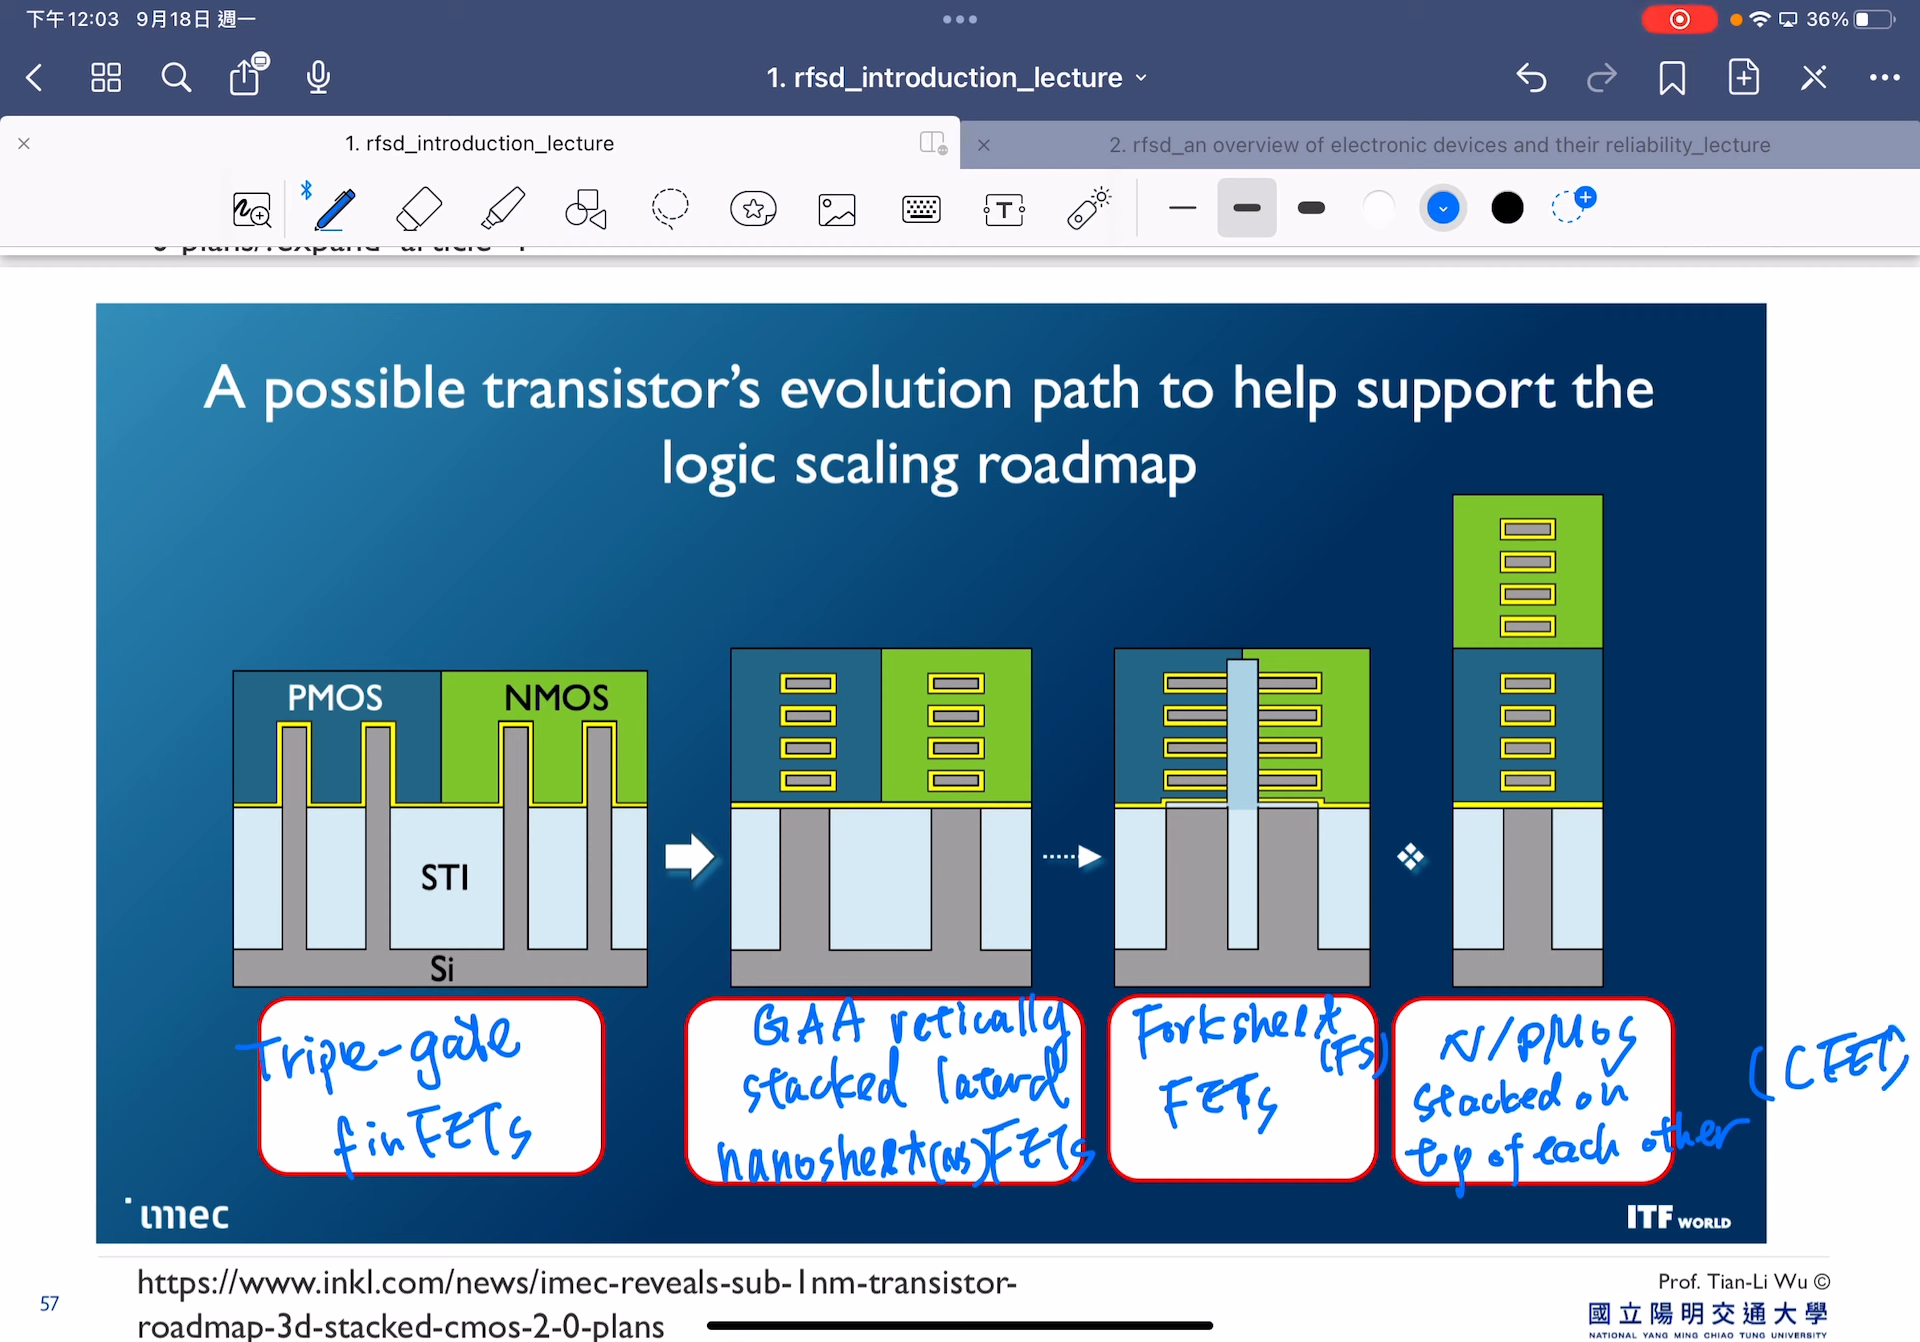 下午12:03 9月18日 週一
36%
1. rfsd_introduction_lecture
1. rfsd_introduction_lecture
2. rfsd_an overview of electronic devices and their reliability_lecture
A possible transistor's evolution path to help support the
logic scaling roadmap
PMOS NMOS
STI
Si
Tripe-gate
finFETs
GAA vetically
stacked lateral
nanosheet(ns)FETs
Forksheet
(FS)
FETs
N/PMOS
stacked on
top of each other
(CFET)
imec
ITF WORLD
57
https://www.inkl.com/news/imec-reveals-sub-1nm-transistor-
roadmap-3d-stacked-cmos-2-0-plans
Prof. Tian-Li Wu ©
國立陽明交通大學
NATIONAL YANG MING CHIAO TUNG UNIVERSITY